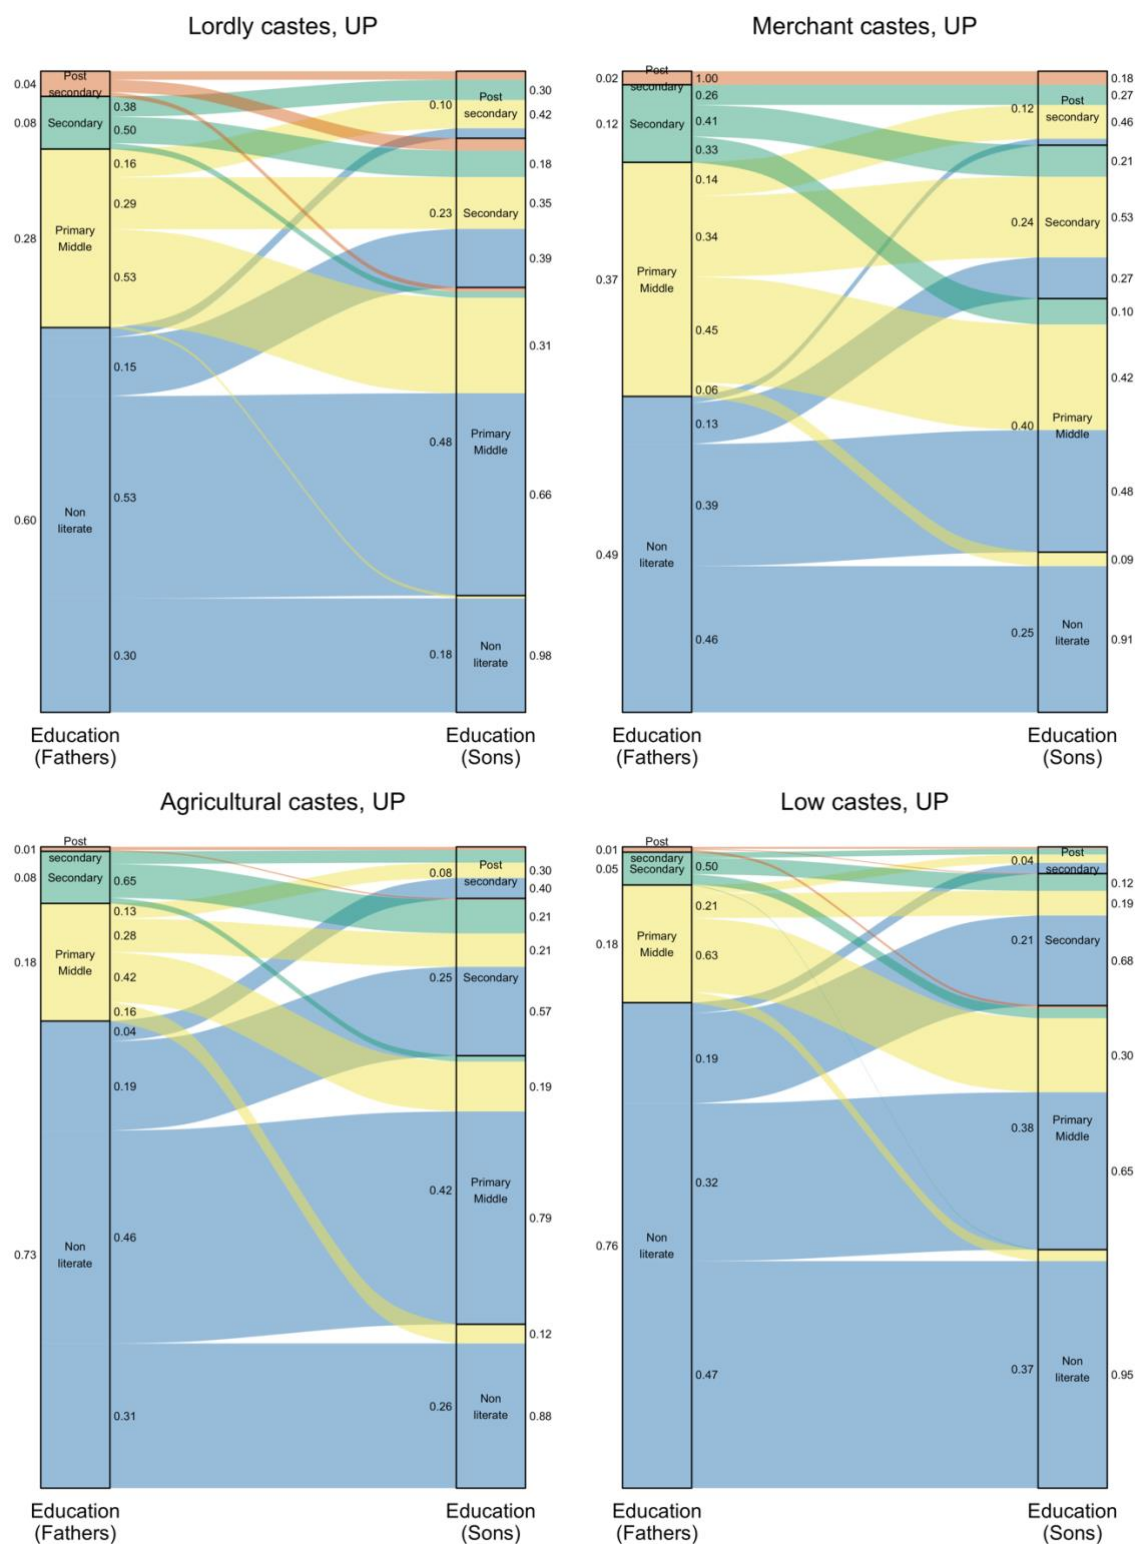 Lordly castes, UP
0.04
0.08
0.28
0.60
Post
secondary
Secondary
Primary
Middle
Non
literate
0.38
0.50
0.16
0.29
0.53
0.15
0.53
0.30
0.10
0.23
0.48
0.18
Post
secondary
Secondary
Primary
Middle
Non
literate
0.30
0.42
0.18
0.35
0.39
0.31
0.66
0.98
Education
(Fathers)
Education
(Sons)
Merchant castes, UP
0.02
0.12
0.37
0.49
Post
secondary
Secondary
Primary
Middle
Non
literate
1.00
0.26
0.41
0.33
0.14
0.34
0.45
0.06
0.13
0.39
0.46
0.12
0.24
0.40
0.25
Post
secondary
Secondary
Primary
Middle
Non
literate
0.18
0.27
0.46
0.21
0.53
0.27
0.10
0.42
0.48
0.09
0.91
Education
(Fathers)
Education
(Sons)
Agricultural castes, UP
0.01
0.08
0.18
0.73
Post
secondary
Secondary
Primary
Middle
Non
literate
0.65
0.13
0.28
0.42
0.16
0.04
0.19
0.46
0.31
0.08
0.25
0.42
0.26
Post
secondary
Secondary
Primary
Middle
Non
literate
0.30
0.40
0.21
0.21
0.57
0.19
0.79
0.12
0.88
Education
(Fathers)
Education
(Sons)
Low castes, UP
0.01
0.05
0.18
0.76
Post
secondary
Secondary
Primary
Middle
Non
literate
0.50
0.21
0.63
0.19
0.32
0.47
0.04
0.21
0.38
0.37
Post
secondary
Secondary
Primary
Middle
Non
literate
0.12
0.19
0.68
0.30
0.65
0.95
Education
(Fathers)
Education
(Sons)